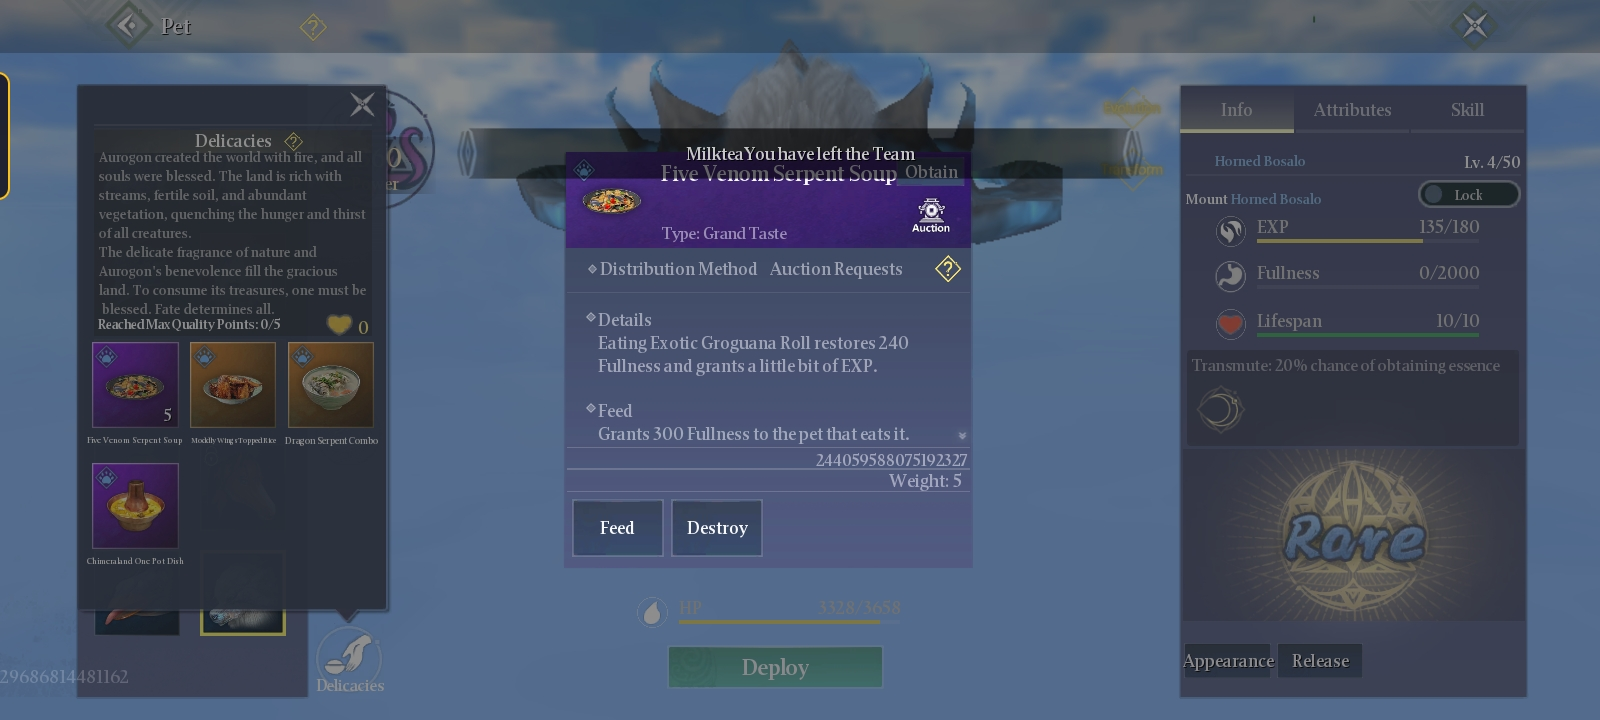 Pet
?
Delicacies
?
Aurogon created the world with fire, and all
souls were blessed. The land is rich with
streams, fertile soil, and abundant
vegetation, quenching the hunger and thirst
of all creatures.
The delicate fragrance of nature and
Aurogon's benevolence fill the gracious
land. To consume its treasures, one must be
blessed. Fate determines all.
Reached Max Quality Points: 0/5
0
5
Five Venom Serpent Soup
Moddly Wings Topped Rice
Dragon Serpent Combo
Chimeraland One Pot Dish
29686814481162
Delicacies
MilkteaYou have left the Team
Five Venom Serpent Soup
Obtain
Type: Grand Taste
Auction
Distribution Method Auction Requests
?
Details
Eating Exotic Groguana Roll restores 240
Fullness and grants a little bit of EXP.
Feed
Grants 300 Fullness to the pet that eats it.
244059588075192327
Weight: 5
Feed
Destroy
HP 3328/3658
Deploy
Info
Attributes
Skill
Horned Bosalo
Lv. 4/50
Mount Horned Bosalo
Lock
EXP 135/180
Fullness 0/2000
Lifespan 10/10
Transmute: 20% chance of obtaining essence
Rare
Appearance
Release